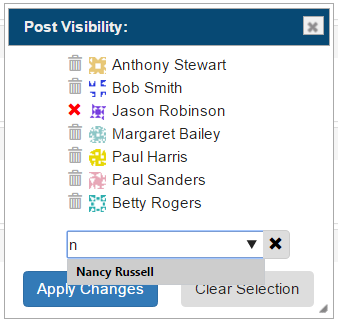 Post Visibility:
Anthony Stewart
Bob Smith
Jason Robinson
Margaret Bailey
Paul Harris
Paul Sanders
Betty Rogers
n
Nancy Russell
Apply Changes Clear Selection